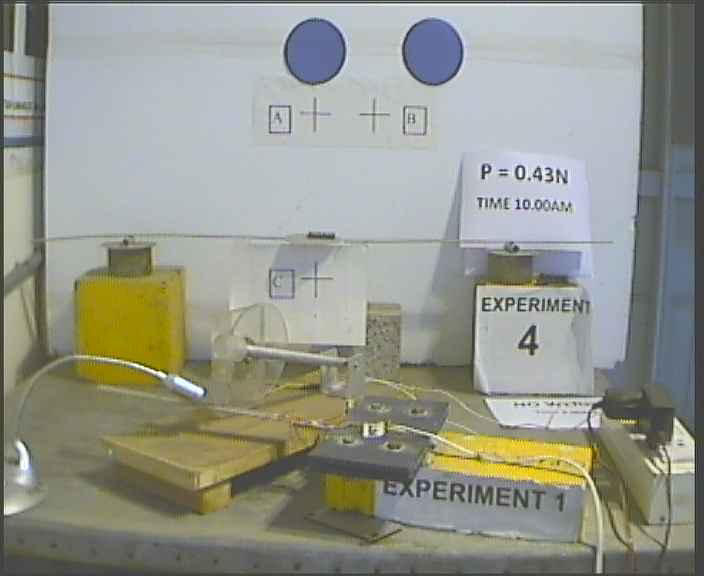 A
B
P = 0.43N
TIME 10.00AM
C
EXPERIMENT
4
EXPERIMENT 1